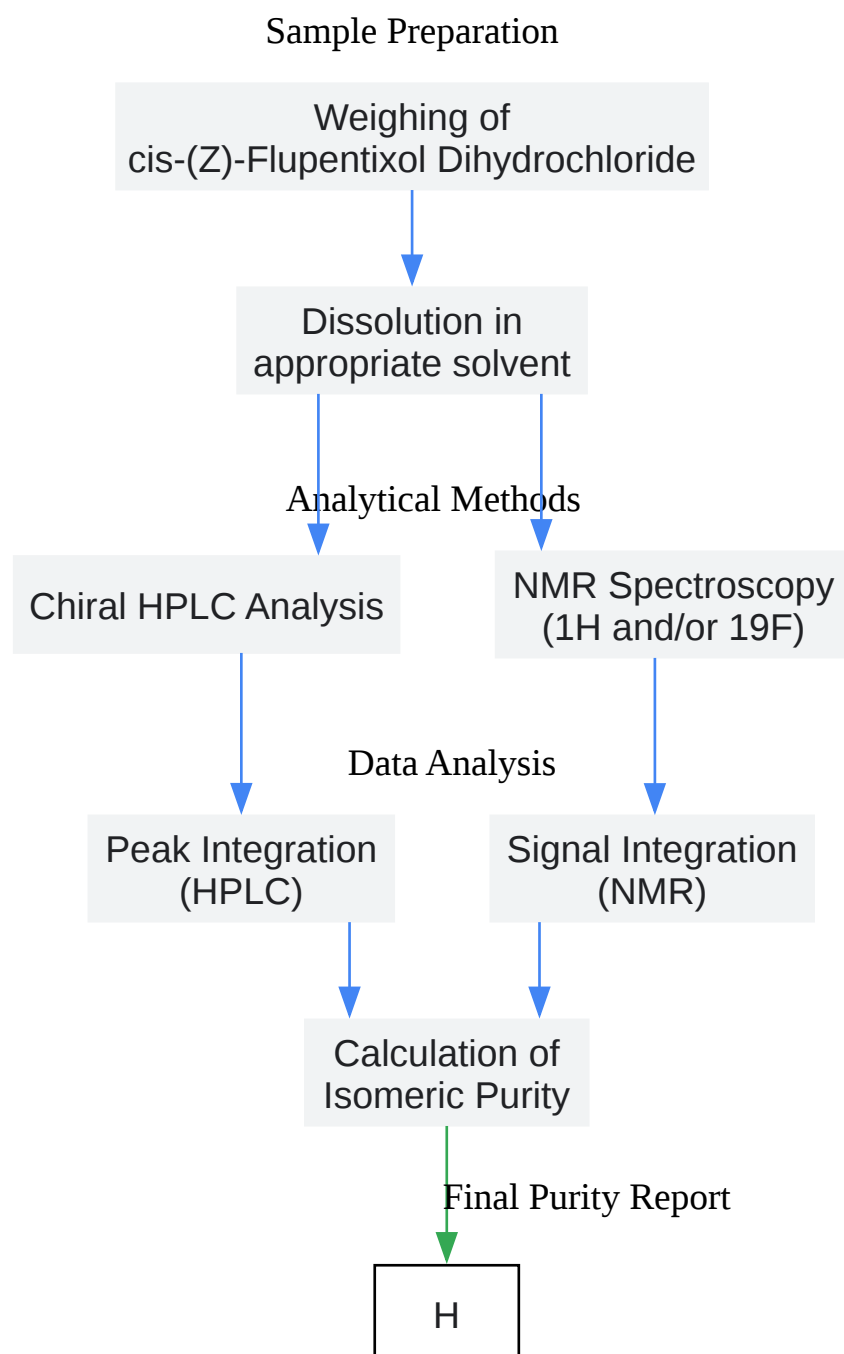 Sample Preparation
Weighing of
cis-(Z)-Flupentixol Dihydrochloride
Dissolution in
appropriate solvent
Analytical Methods
Chiral HPLC Analysis
NMR Spectroscopy
(1H and/or 19F)
Data Analysis
Peak Integration
(HPLC)
Signal Integration
(NMR)
Calculation of
Isomeric Purity
Final Purity Report
H